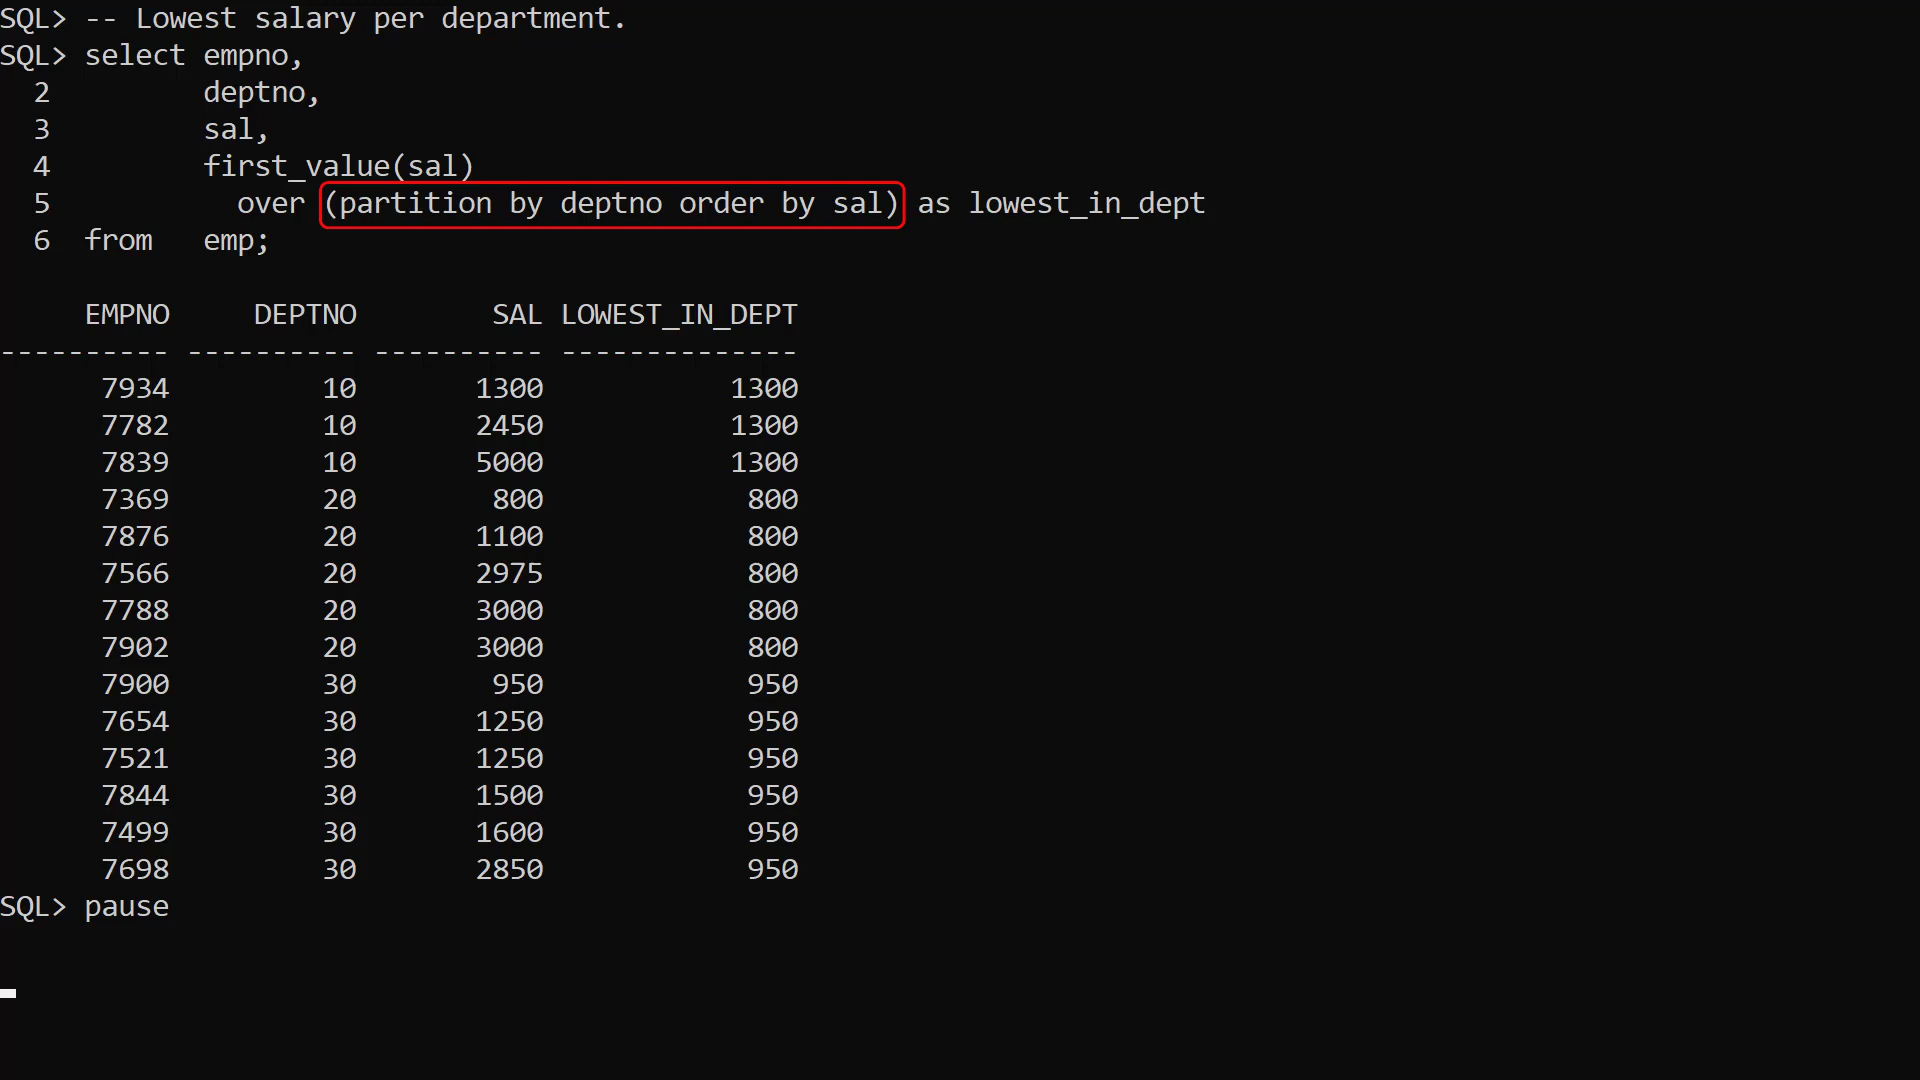 SQL> -- Lowest salary per department.
SQL> select empno,
  2         deptno,
  3         sal,
  4         first_value(sal)
  5           over (partition by deptno order by sal) as lowest_in_dept
  6  from   emp;

     EMPNO     DEPTNO        SAL LOWEST_IN_DEPT
---------- ---------- ---------- --------------
      7934         10       1300           1300
      7782         10       2450           1300
      7839         10       5000           1300
      7369         20        800            800
      7876         20       1100            800
      7566         20       2975            800
      7788         20       3000            800
      7902         20       3000            800
      7900         30        950            950
      7654         30       1250            950
      7521         30       1250            950
      7844         30       1500            950
      7499         30       1600            950
      7698         30       2850            950
SQL> pause